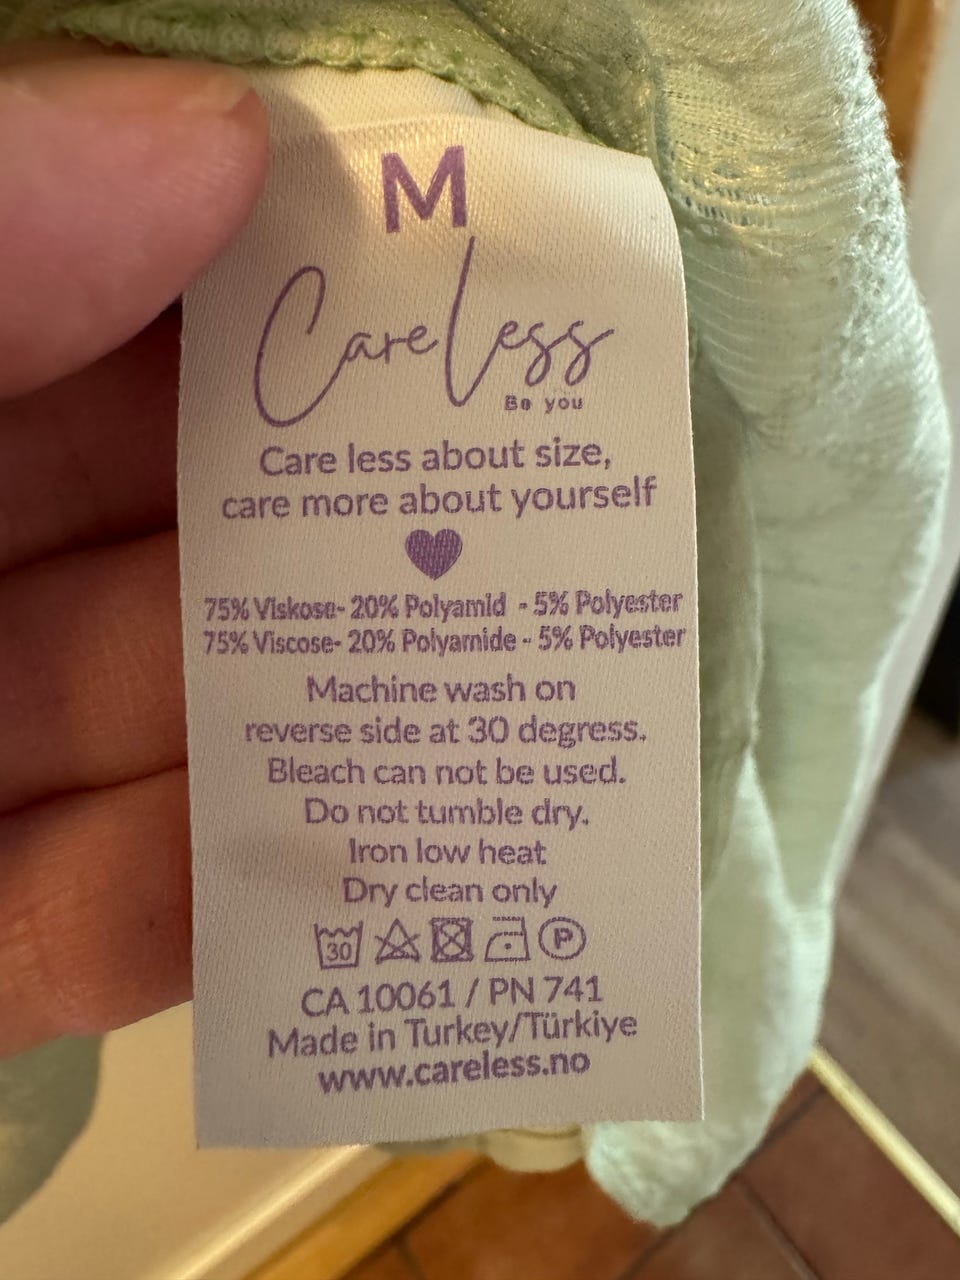 M
CareLess
Be you
Care less about size,
care more about yourself
75% Viskose- 20% Polyamid - 5% Polyester
75% Viscose- 20% Polyamide - 5% Polyester
Machine wash on
reverse side at 30 degress.
Bleach can not be used.
Do not tumble dry.
Iron low heat
Dry clean only
30 P
CA 10061 / PN 741
Made in Turkey/Türkiye
www.careless.no